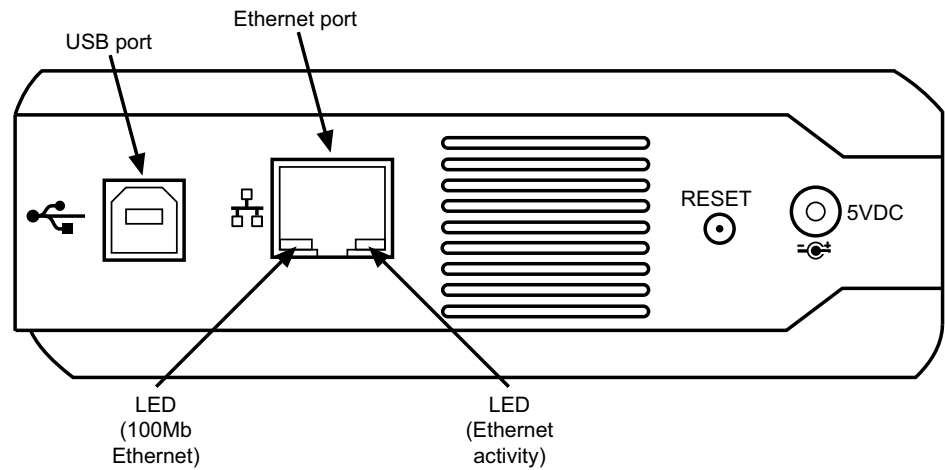 Ethernet port
USB port
RESET
5VDC
LED
(100Mb
Ethernet)
LED
(Ethernet
activity)